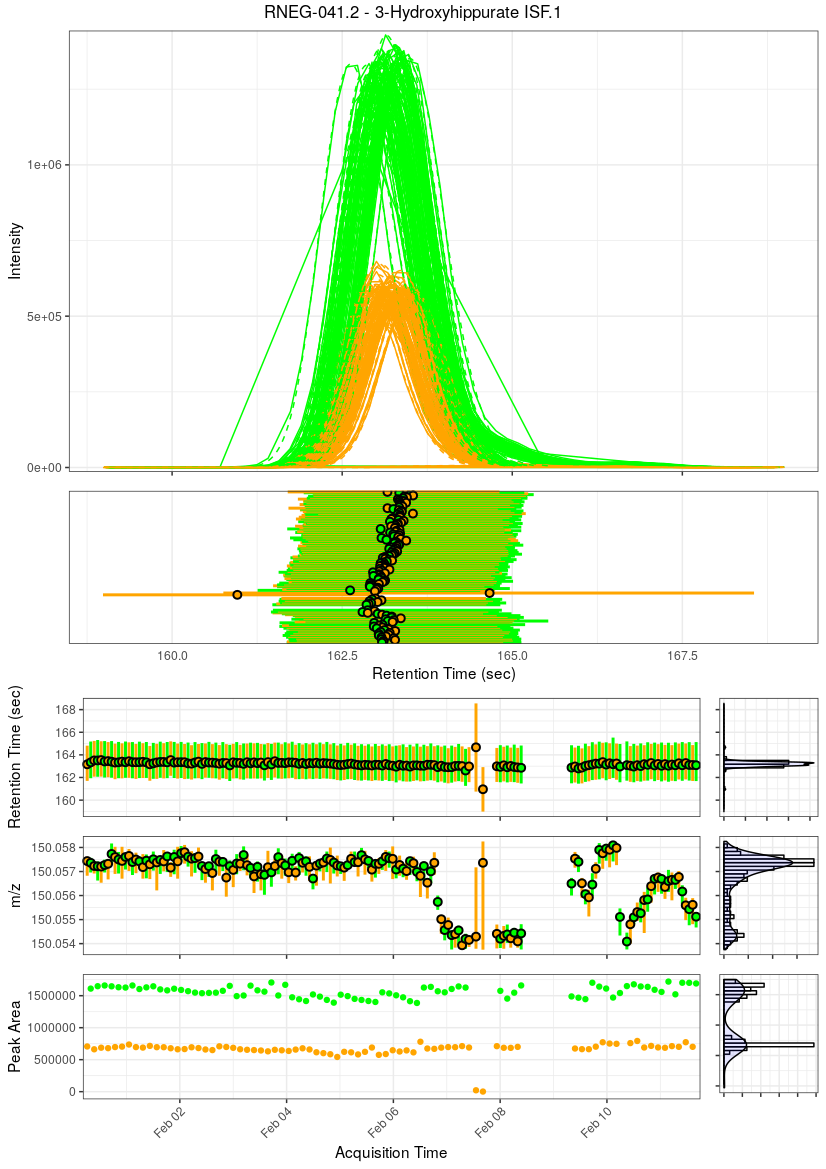 RNEG-041.2 - 3-Hydroxyhippurate ISF.1
Intensity
1e+06
5e+05
0e+00
160.0 162.5 165.0 167.5
Retention Time (sec)
Retention Time (sec)
168
166
164
162
160
m/z
150.058
150.057
150.056
150.055
150.054
Peak Area
1500000
1000000
500000
0
Feb 02 Feb 04 Feb 06 Feb 08 Feb 10
Acquisition Time